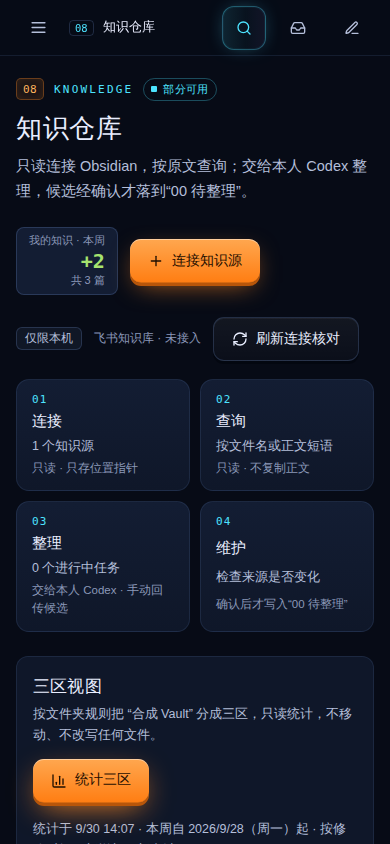 08 知识仓库
08 KNOWLEDGE 部分可用
知识仓库
只读连接 Obsidian，按原文查询；交给本人 Codex 整
理，候选经确认才落到“00 待整理”。
我的知识 · 本周
+2
共 3 篇
连接知识源
仅限本机 飞书知识库 · 未接入 刷新连接核对
01
连接
1 个知识源
只读 · 只存位置指针
02
查询
按文件名或正文短语
只读 · 不复制正文
03
整理
0 个进行中任务
交给本人 Codex · 手动回
传候选
04
维护
检查来源是否变化
确认后才写入“00 待整理”
三区视图
按文件夹规则把 “合成 Vault” 分成三区，只读统计，不移
动、不改写任何文件。
统计三区
统计于 9/30 14:07 · 本周自 2026/9/28（周一）起 · 按修